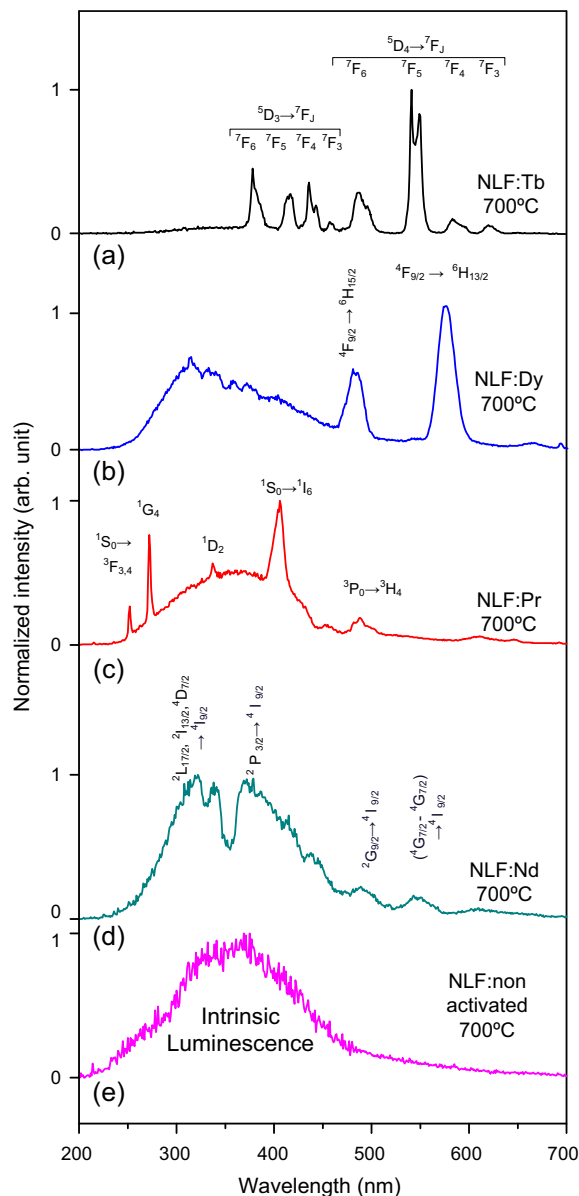 ⁵D₄→⁷F_J
⁷F₆ ⁷F₅ ⁷F₄ ⁷F₃
⁵D₃→⁷F_J
⁷F₆ ⁷F₅ ⁷F₄ ⁷F₃
1
NLF:Tb
700ºC
0
(a)
⁴F₉/₂ → ⁶H₁₅/₂
⁴F₉/₂ → ⁶H₁₃/₂
1
NLF:Dy
700ºC
0
(b)
¹S₀→¹I₆
1
¹G₄
¹S₀→
³F₃,₄
¹D₂
³P₀→³H₄
NLF:Pr
700ºC
0
(c)
²L₁₇/₂, ²I₁₃/₂, ⁴D₇/₂
→⁴I₉/₂
²P₃/₂→ ⁴I₉/₂
1
²G₉/₂→⁴I₉/₂
(⁴G₇/₂- ⁴G₇/₂)
→⁴I₉/₂
NLF:Nd
700ºC
0
(d)
1
NLF:non
activated
700ºC
Intrinsic
Luminescence
0
(e)
200 300 400 500 600 700
Wavelength (nm)
Normalized intensity (arb. unit)